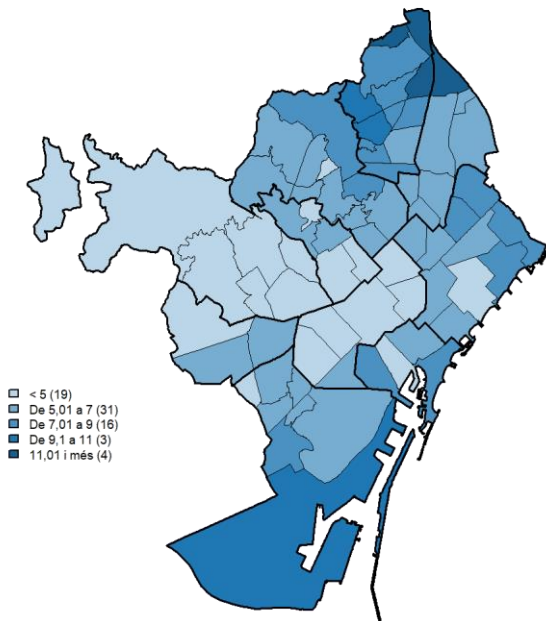 < 5 (19)
De 5,01 a 7 (31)
De 7,01 a 9 (16)
De 9,1 a 11 (3)
11,01 i més (4)